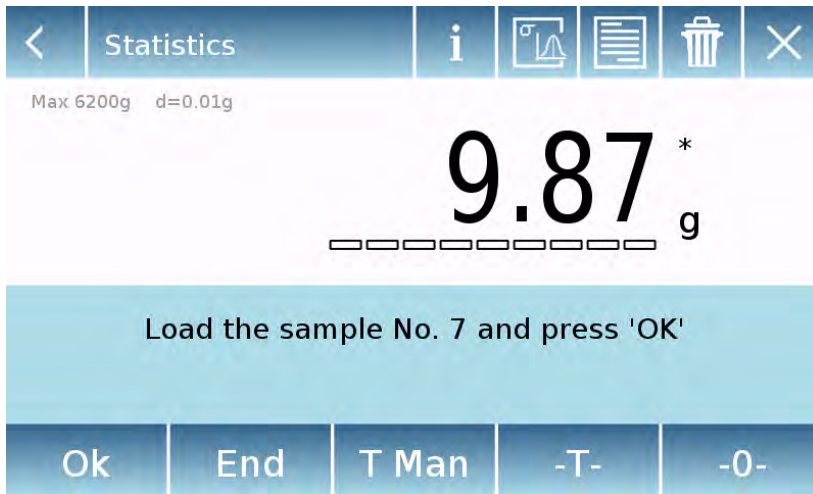 Statistics
i
σ
Max 6200g d=0.01g
9.87 *
g
Load the sample No. 7 and press 'OK'
Ok End T Man -T- -0-